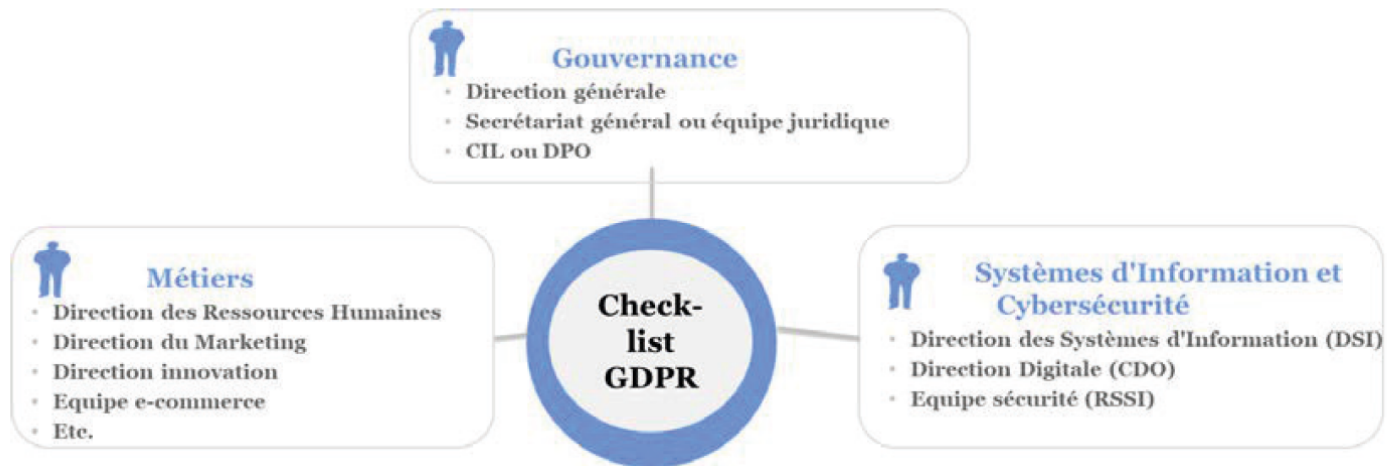 Gouvernance
Direction générale
Secrétariat général ou équipe juridique
CIL ou DPO
Métiers
Direction des Ressources Humaines
Direction du Marketing
Direction innovation
Equipe e-commerce
Etc.
Check-
list
GDPR
Systèmes d'Information et
Cybersécurité
Direction des Systèmes d'Information (DSI)
Direction Digitale (CDO)
Equipe sécurité (RSSI)